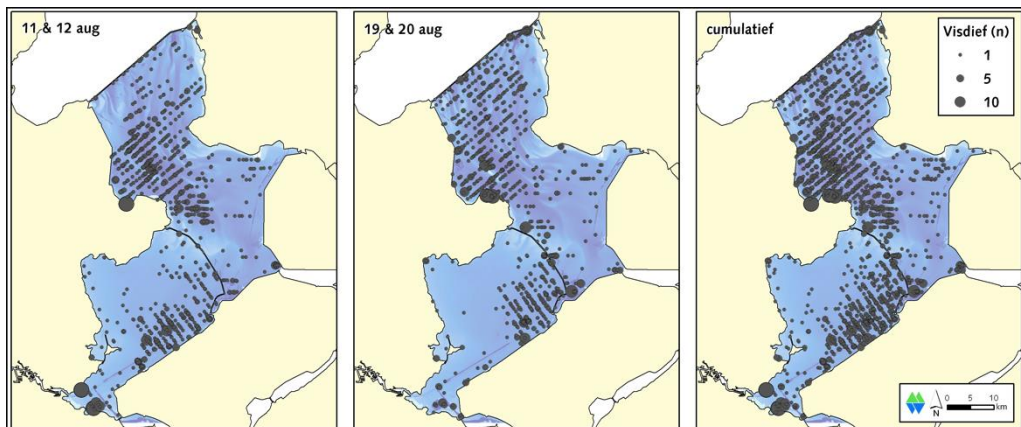 11 & 12 aug
19 & 20 aug
cumulatief
Visdief (n)
1
5
10
N
0 5 10
km